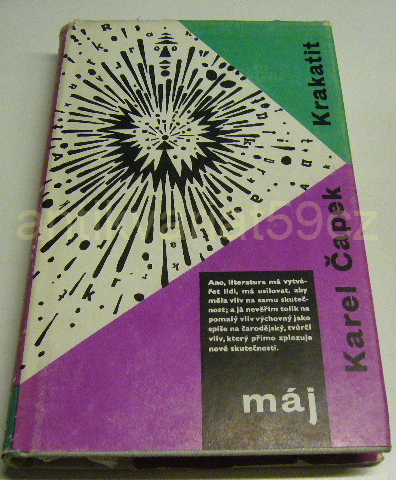 Karel Čapek Krakatit
Ano, literatura má vytvá-
řet lidi, má usilovat, aby
měla vliv na samu skuteč-
nost; a já nevěřím tolik na
pomalý vliv výchovný jako
spíše na čarodějský, tvůrčí
vliv, který přímo zplozuje
nové skutečnosti.
máj